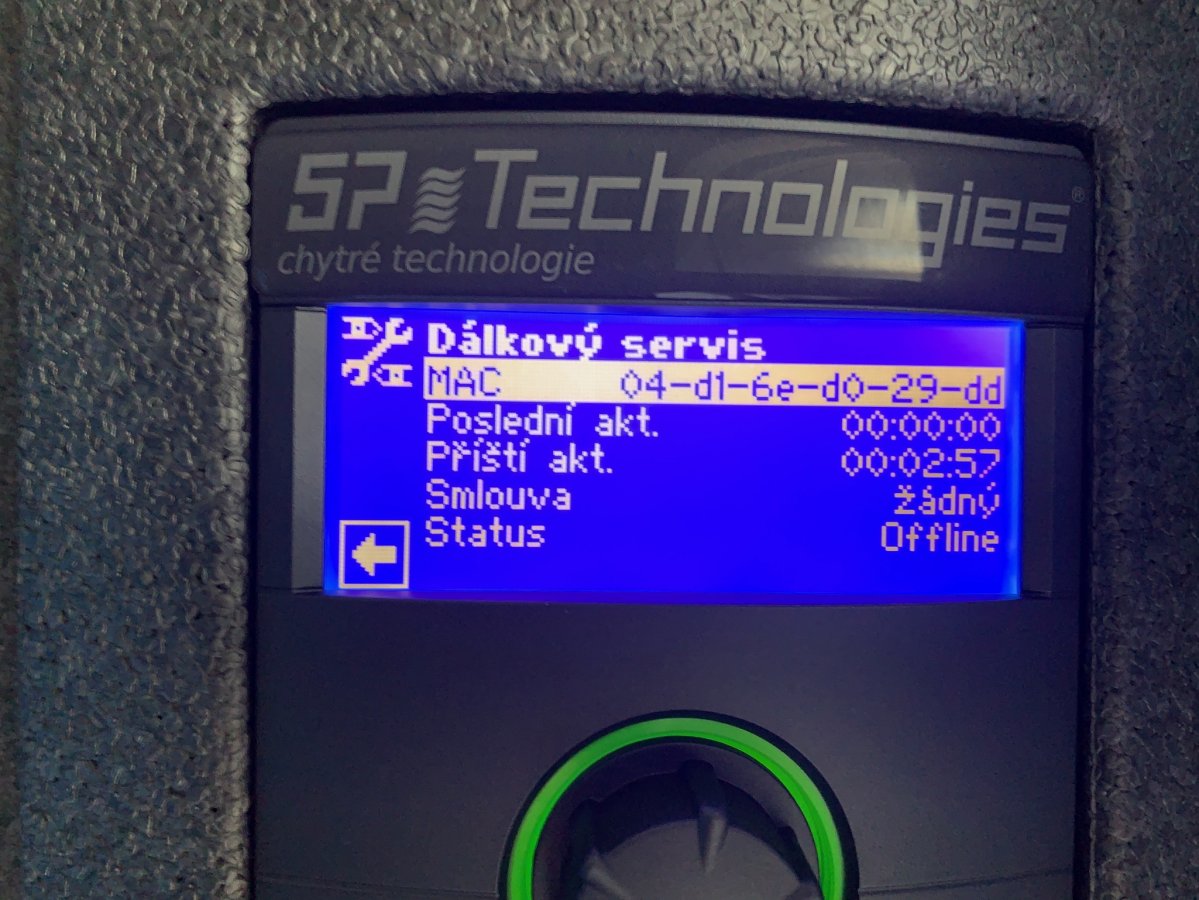 SP Technologies®
chytré technologie
Dálkový servis
MAC 04-d1-6e-d0-29-dd
Poslední akt. 00:00:00
Příští akt. 00:02:57
Smlouva žádný
Status Offline